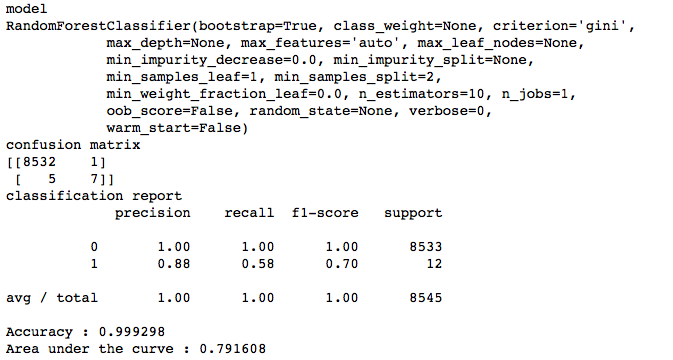 model
RandomForestClassifier(bootstrap=True, class_weight=None, criterion='gini',
            max_depth=None, max_features='auto', max_leaf_nodes=None,
            min_impurity_decrease=0.0, min_impurity_split=None,
            min_samples_leaf=1, min_samples_split=2,
            min_weight_fraction_leaf=0.0, n_estimators=10, n_jobs=1,
            oob_score=False, random_state=None, verbose=0,
            warm_start=False)
confusion matrix
[[8532    1]
 [   5    7]]
classification report
             precision    recall  f1-score   support

          0       1.00      1.00      1.00      8533
          1       0.88      0.58      0.70        12

avg / total       1.00      1.00      1.00      8545

Accuracy : 0.999298
Area under the curve : 0.791608